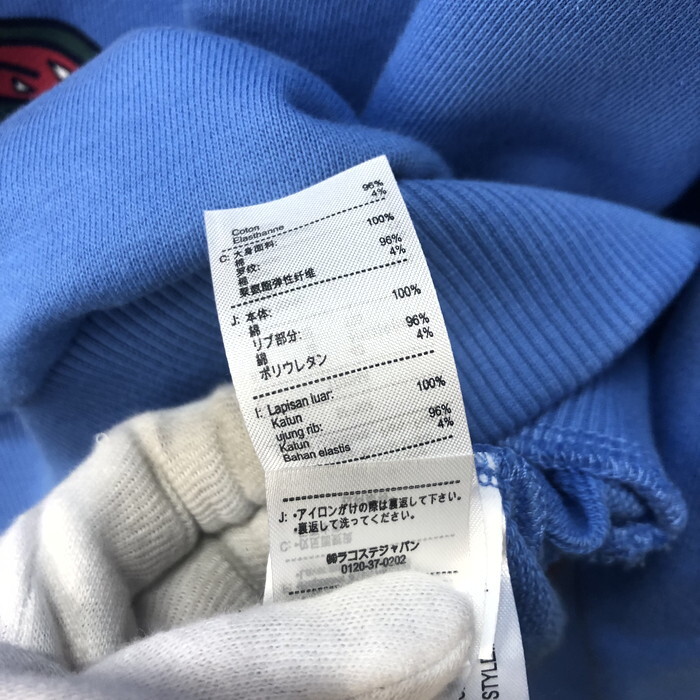 Coton 96%
Elasthanne 4%
C: 大身面料:
棉 100%
罗纹:
棉 96%
聚氨酯弹性纤维 4%
J: 本体:
綿 100%
リブ部分:
綿 96%
ポリウレタン 4%
I: Lapisan luar:
Katun 100%
ujung rib:
Katun 96%
Bahan elastis 4%
J: ・アイロンがけの際は裏返して下さい。
・裏返して洗ってください。
㈱ラコステジャパン
0120-37-0202
STYLE